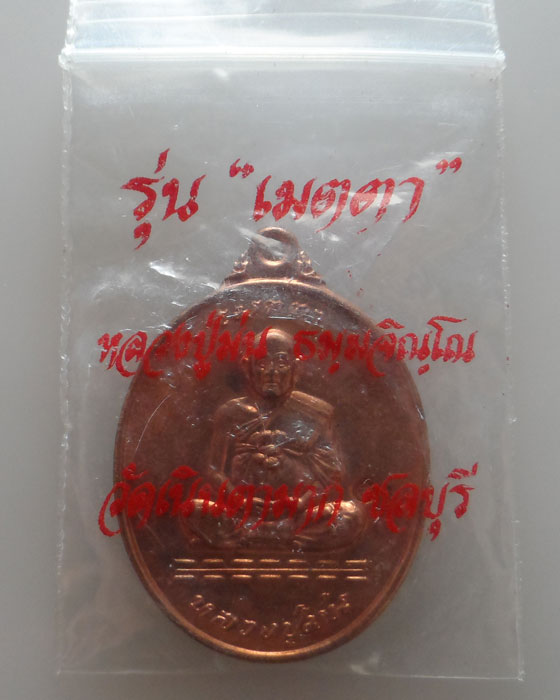 รุ่น “เมตตา”
หลวงปู่ม่น ธมฺมจิณฺโณ
วัดเนินตามาก ชลบุรี
หลวงปู่ม่น